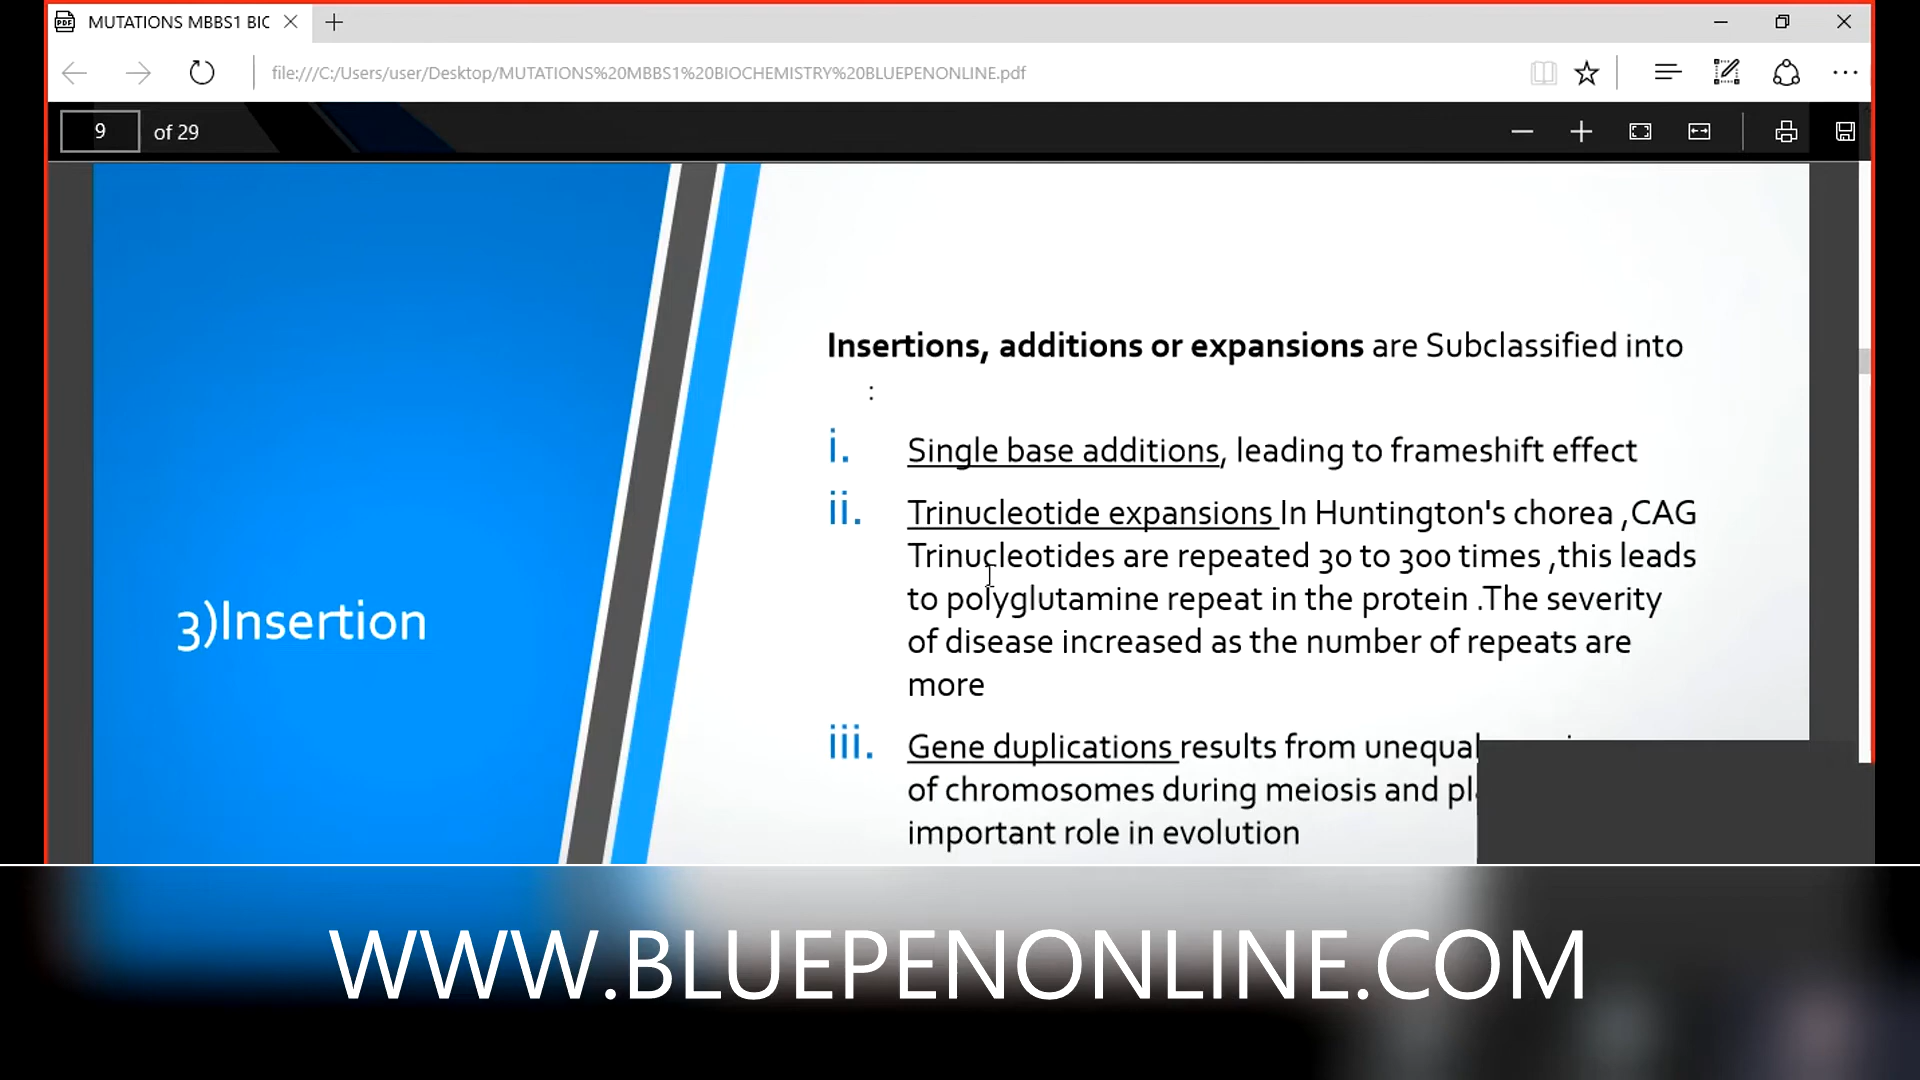 MUTATIONS MBBS1 BIC
file:///C:/Users/user/Desktop/MUTATIONS%20MBBS1%20BIOCHEMISTRY%20BLUEPENONLINE.pdf
9 of 29
3)Insertion
Insertions, additions or expansions are Subclassified into
:
i. Single base additions, leading to frameshift effect
ii. Trinucleotide expansions In Huntington's chorea ,CAG
Trinucleotides are repeated 30 to 300 times ,this leads
to polyglutamine repeat in the protein .The severity
of disease increased as the number of repeats are
more
iii. Gene duplications results from unequal
of chromosomes during meiosis and
important role in evolution
WWW.BLUEPENONLINE.COM